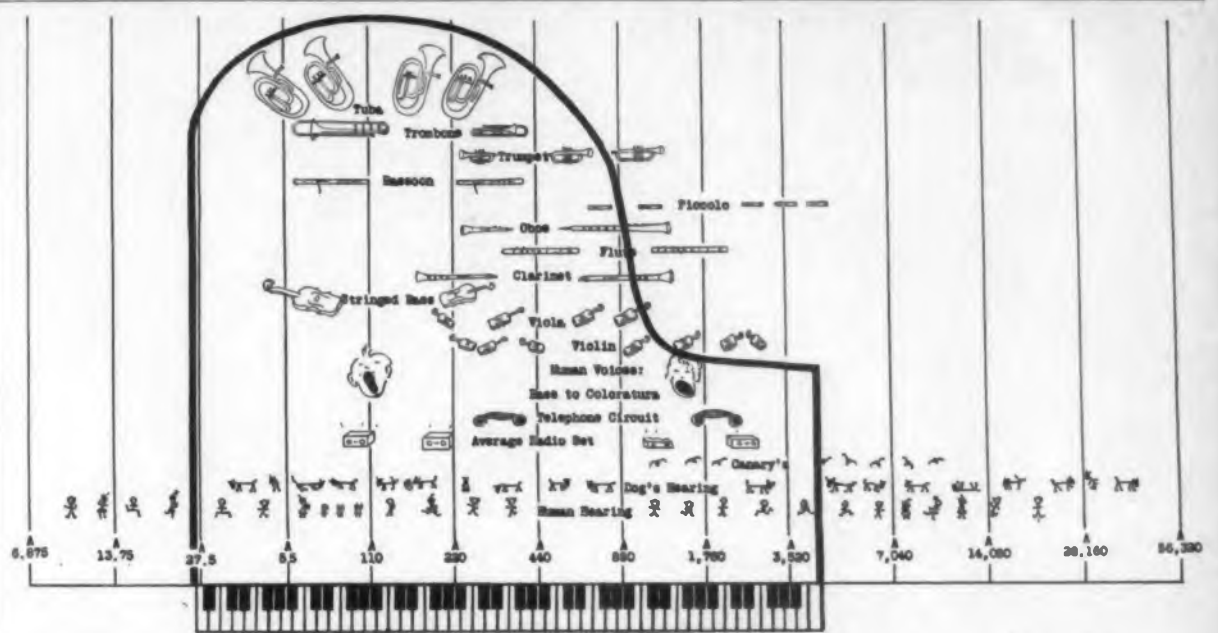 Tuba
Trombone
Trumpet
Bassoon
Piccolo
Oboe
Flute
Clarinet
Stringed Bass
Viola
Violin
Human Voices:
Bass to Coloratura
Telephone Circuit
Average Radio Set
Canary's
Dog's Hearing
Human Hearing
6,875 13.75 27.5 55 110 220 440 880 1,760 3,520 7,040 14,080 28,160 56,320